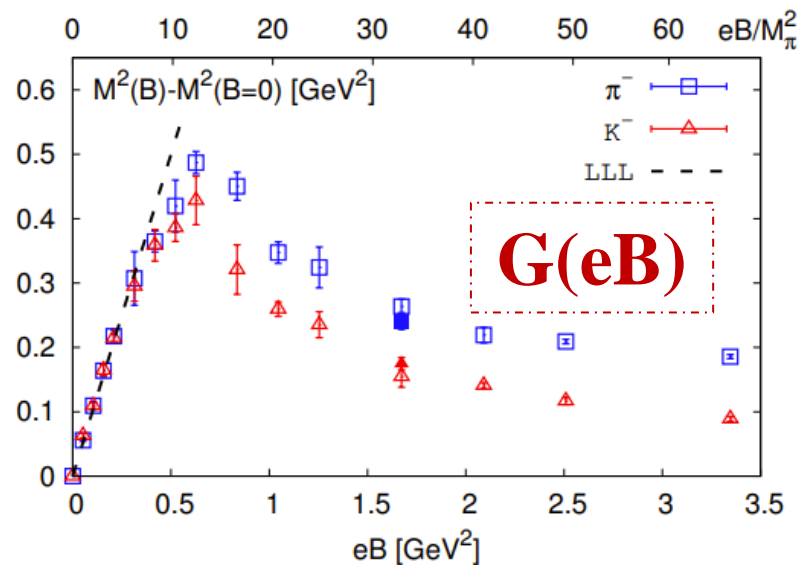 0 10 20 30 40 50 60 eB/M_π^2
M^2(B)-M^2(B=0) [GeV^2]
π^-
K^-
LLL
G(eB)
0.6
0.5
0.4
0.3
0.2
0.1
0
0 0.5 1 1.5 2 2.5 3 3.5
eB [GeV^2]